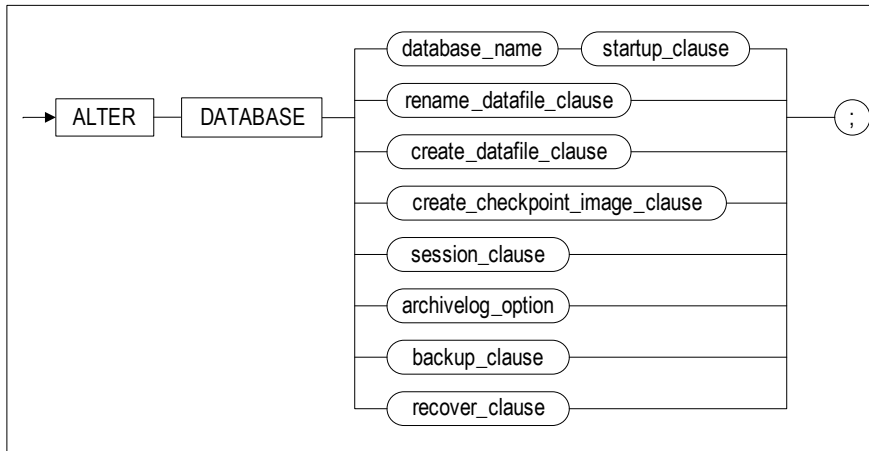 database_name startup_clause
rename_datafile_clause
ALTER DATABASE ;
create_datafile_clause
create_checkpoint_image_clause
session_clause
archivelog_option
backup_clause
recover_clause